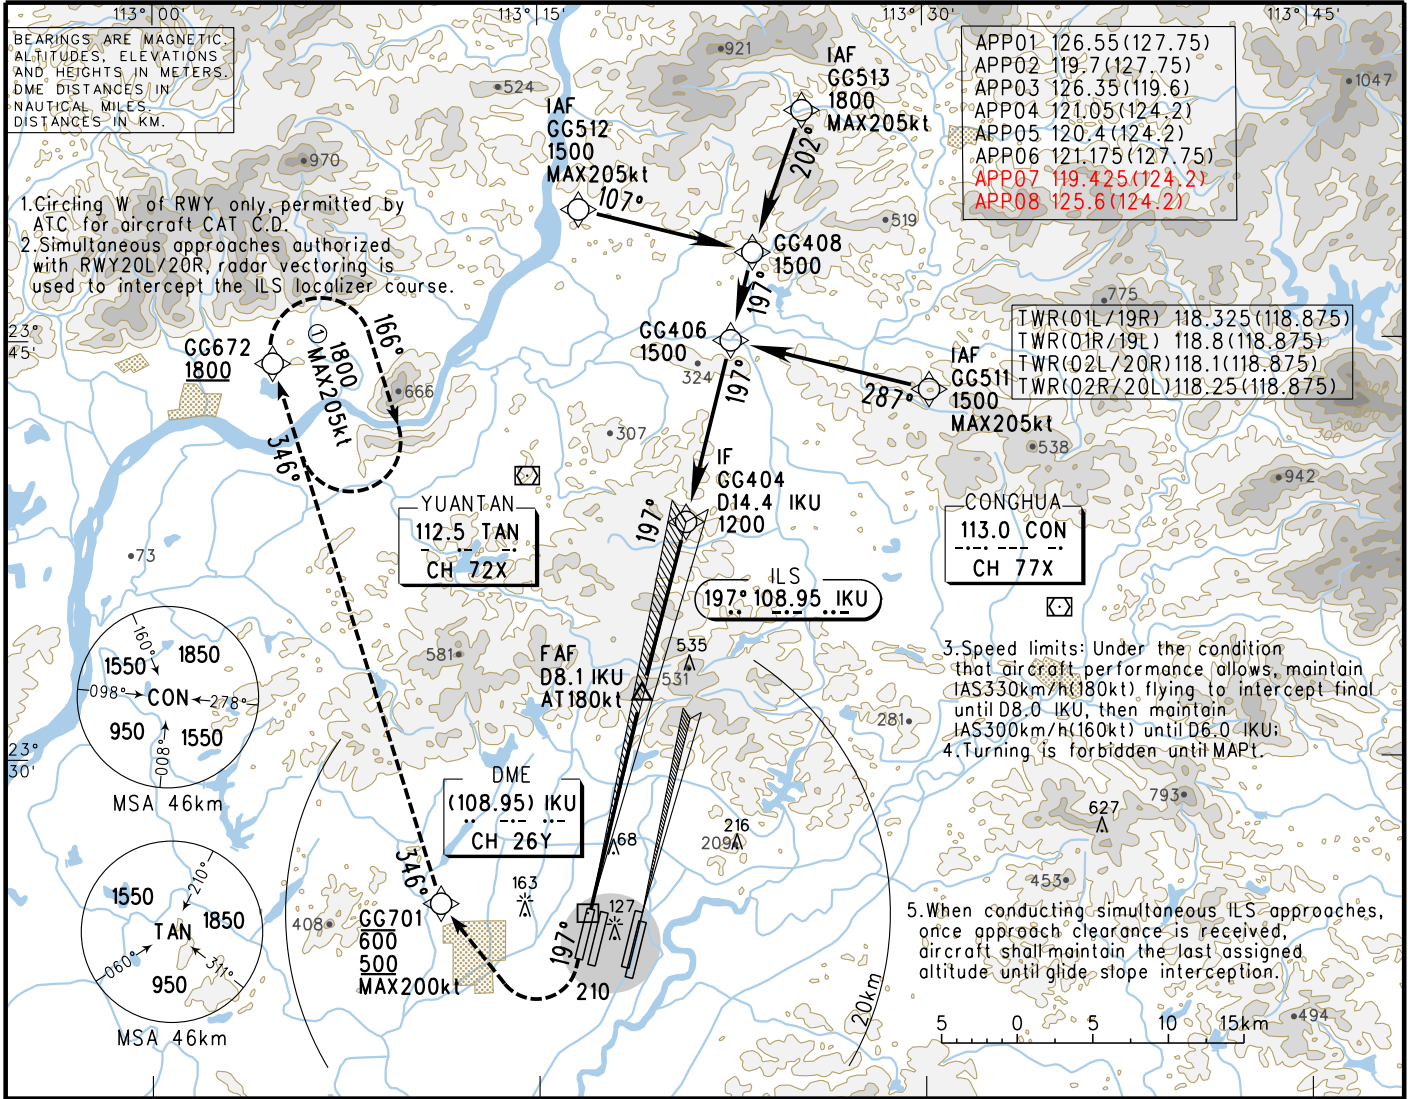 113° 00'
113° 15'
113° 30'
113° 45'
BEARINGS ARE MAGNETIC,
ALTITUDES, ELEVATIONS
AND HEIGHTS IN METERS.
DME DISTANCES IN
NAUTICAL MILES.
DISTANCES IN KM.
524
921
1047
970
519
775
IAF
GG513
1800
MAX205kt
202°
IAF
GG512
1500
MAX205kt
107°
APP01 126.55(127.75)
APP02 119.7(127.75)
APP03 126.35(119.6)
APP04 121.05(124.2)
APP05 120.4(124.2)
APP06 121.175(127.75)
APP07 119.425(124.2)
APP08 125.6(124.2)
1.Circling W of RWY only, permitted by
ATC for aircraft CAT C.D.
2.Simultaneous approaches authorized
with RWY20L/20R, radar vectoring is
used to intercept the ILS localizer course.
GG408
1500
197°
GG406
1500
197°
324
23°
45'
GG672
1800
1
1800
MAX205kt
166°
666
346°
TWR(01L/19R) 118.325(118.875)
TWR(01R/19L) 118.8(118.875)
TWR(02L/20R)118.1(118.875)
TWR(02R/20L)118.25(118.875)
IAF
GG511
1500
MAX205kt
287°
307
538
942
300
IF
GG404
D14.4 IKU
1200
197°
YUANTAN
112.5 TAN
CH 72X
CONGHUA
113.0 CON
CH 77X
73
ILS
197° 108.95 IKU
160°
1550
1850
098°
CON
278°
950
1550
008°
MSA 46km
581
FAF
D8.1 IKU
AT180kt
535
531
281
3.Speed limits: Under the condition
that aircraft performance allows, maintain
IAS330km/h(180kt) flying to intercept final
until D8.0 IKU, then maintain
IAS300km/h(160kt) until D6.0 IKU;
4.Turning is forbidden until MAPt.
23°
30'
DME
(108.95) IKU
CH 26Y
793
627
68
216
209
453
346°
163
127
408
GG701
600
500
MAX200kt
197°
210
210°
1550
1850
TAN
060°
311°
950
MSA 46km
5.When conducting simultaneous ILS approaches,
once approach clearance is received,
aircraft shall maintain the last assigned
altitude until glide slope interception.
20km
494
5 0 5 10 15km